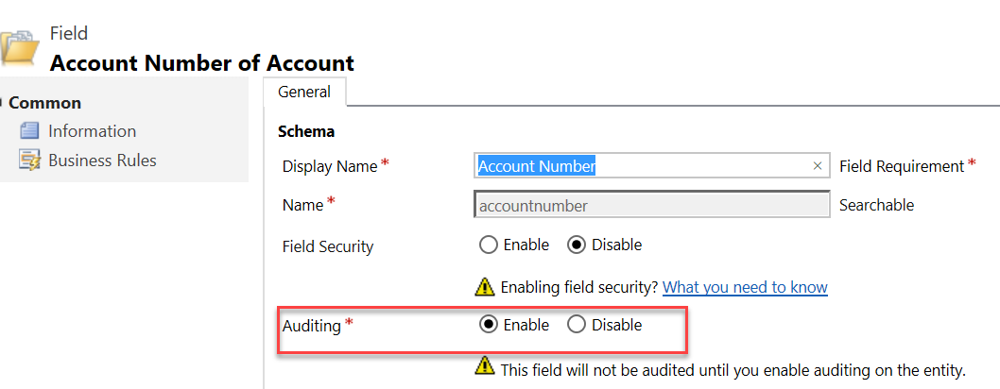 Field
Account Number of Account
Common
Information
Business Rules
General
Schema
Display Name * Account Number × Field Requirement *
Name * accountnumber Searchable
Field Security Enable Disable
Enabling field security? What you need to know
Auditing * Enable Disable
This field will not be audited until you enable auditing on the entity.